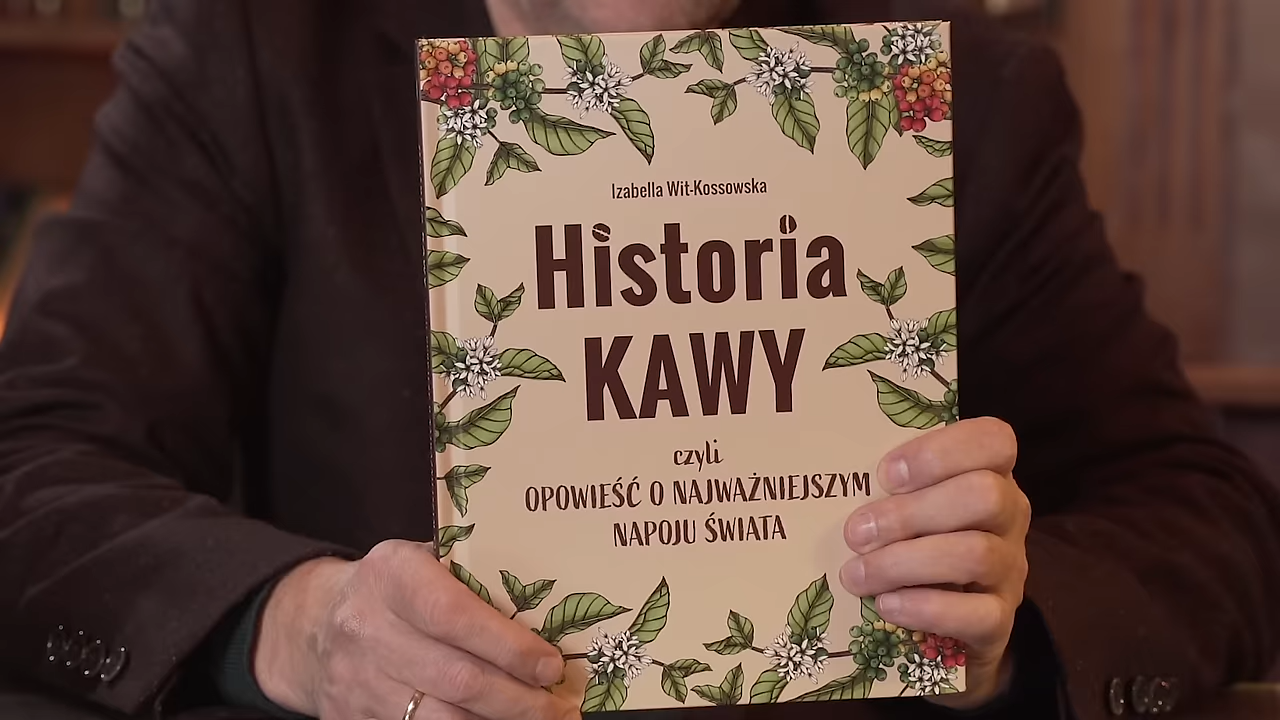 Izabella Wit-Kossowska
Historia
KAWY
czyli
OPOWIEŚĆ O NAJWAŻNIEJSZYM
NAPOJU ŚWIATA